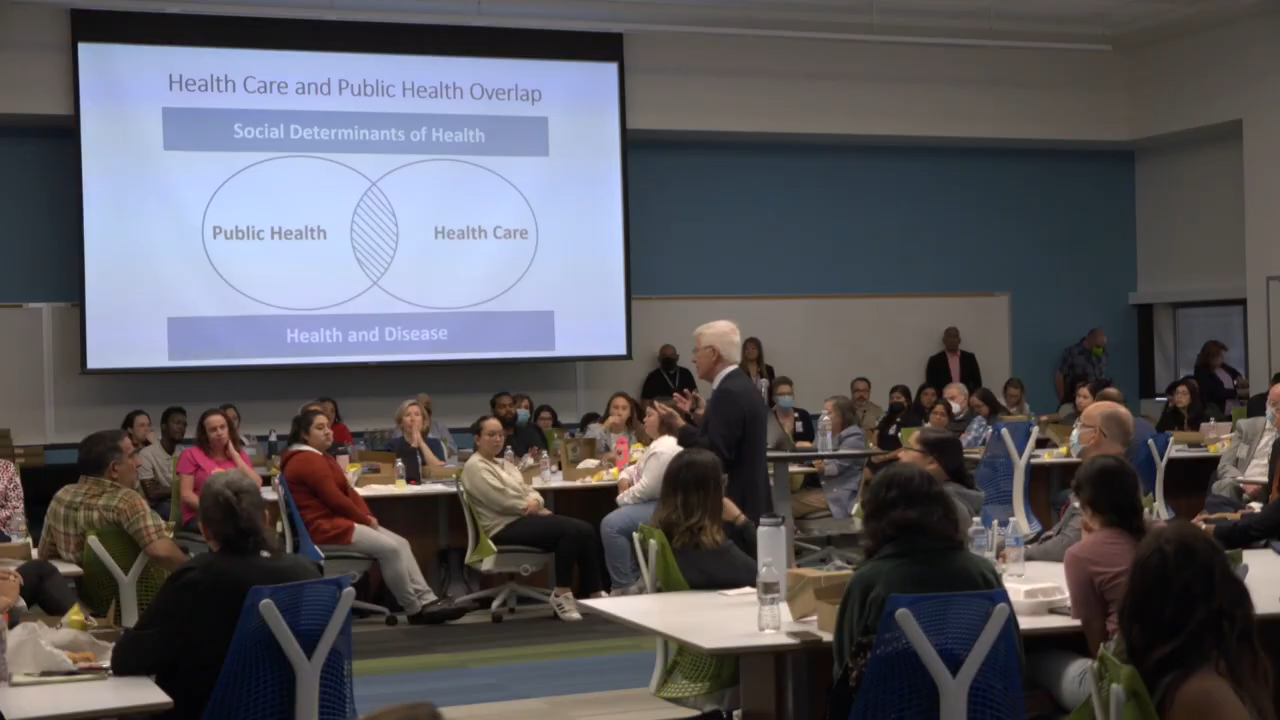 Health Care and Public Health Overlap
Social Determinants of Health
Public Health
Health Care
Health and Disease